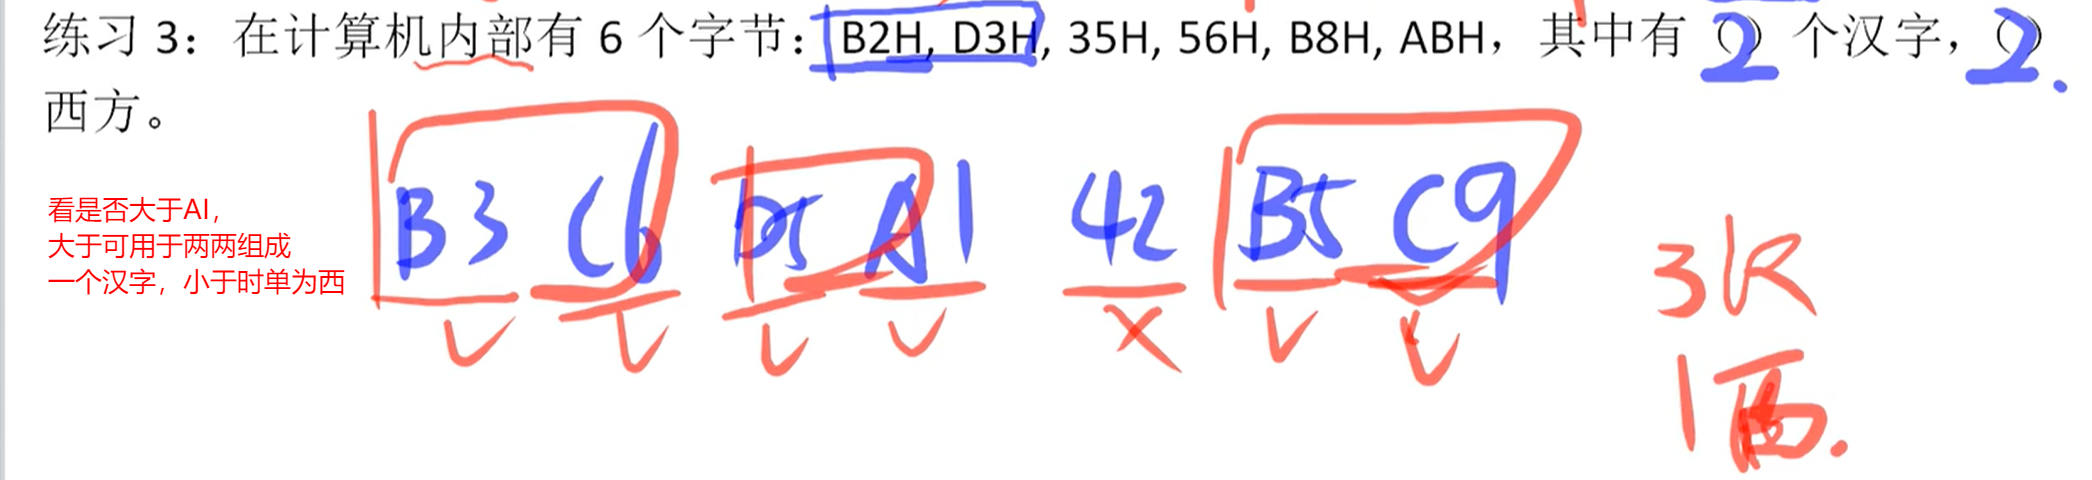 练习 3：在计算机内部有 6 个字节：B2H, D3H, 35H, 56H, B8H, ABH，其中有（2）个汉字，（2）
西方。
B3 C6 D5 A1 42 B5 C9
看是否大于AI，
大于可用于两两组成
一个汉字，小于时单为西
3汉
1西.